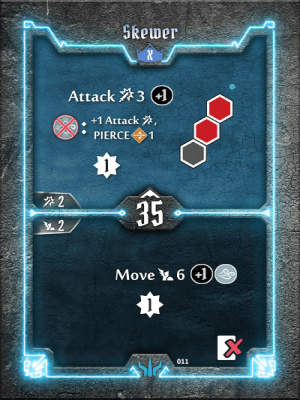 Skewer
X
Attack 3 +1
+1 Attack,
PIERCE 1
1
2
35
2
Move 6 +1
1
011